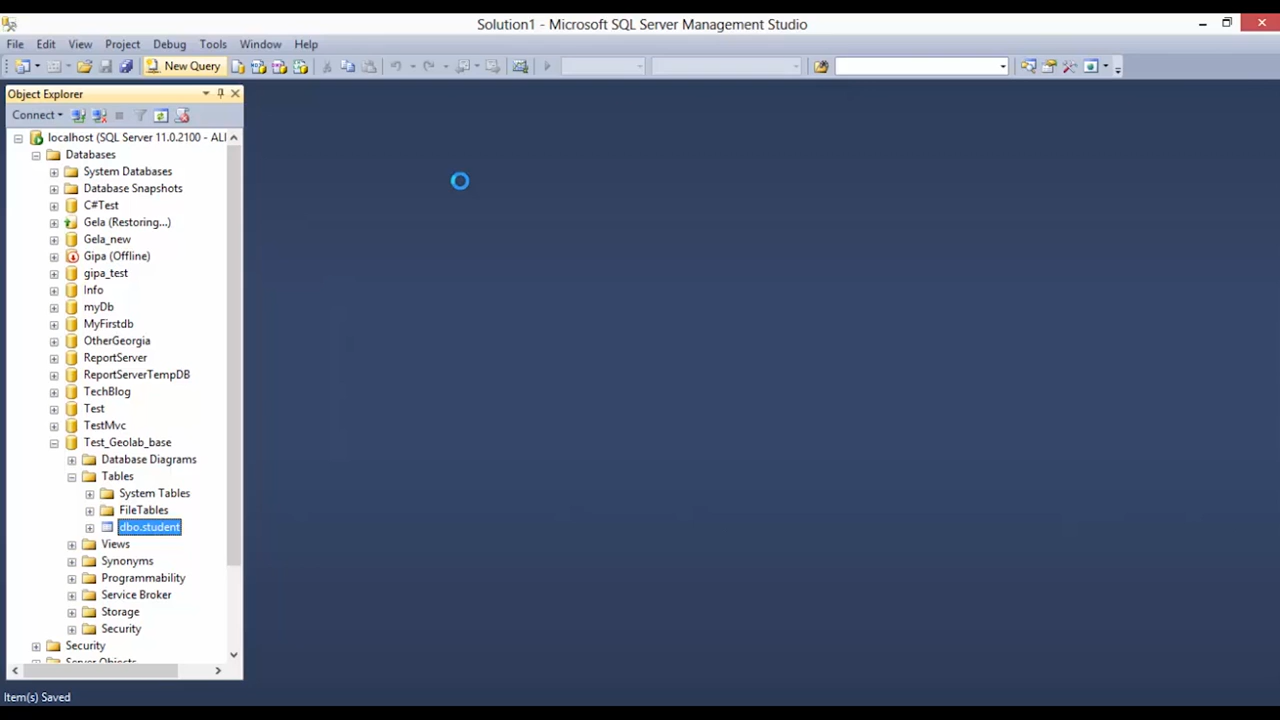 Solution1 - Microsoft SQL Server Management Studio
File Edit View Project Debug Tools Window Help
New Query
Object Explorer
Connect
localhost (SQL Server 11.0.2100 - ALI
Databases
System Databases
Database Snapshots
C#Test
Gela (Restoring...)
Gela_new
Gipa (Offline)
gipa_test
Info
myDb
MyFirstdb
OtherGeorgia
ReportServer
ReportServerTempDB
TechBlog
Test
TestMvc
Test_Geolab_base
Database Diagrams
Tables
System Tables
FileTables
dbo.student
Views
Synonyms
Programmability
Service Broker
Storage
Security
Security
Server Objects
Item(s) Saved